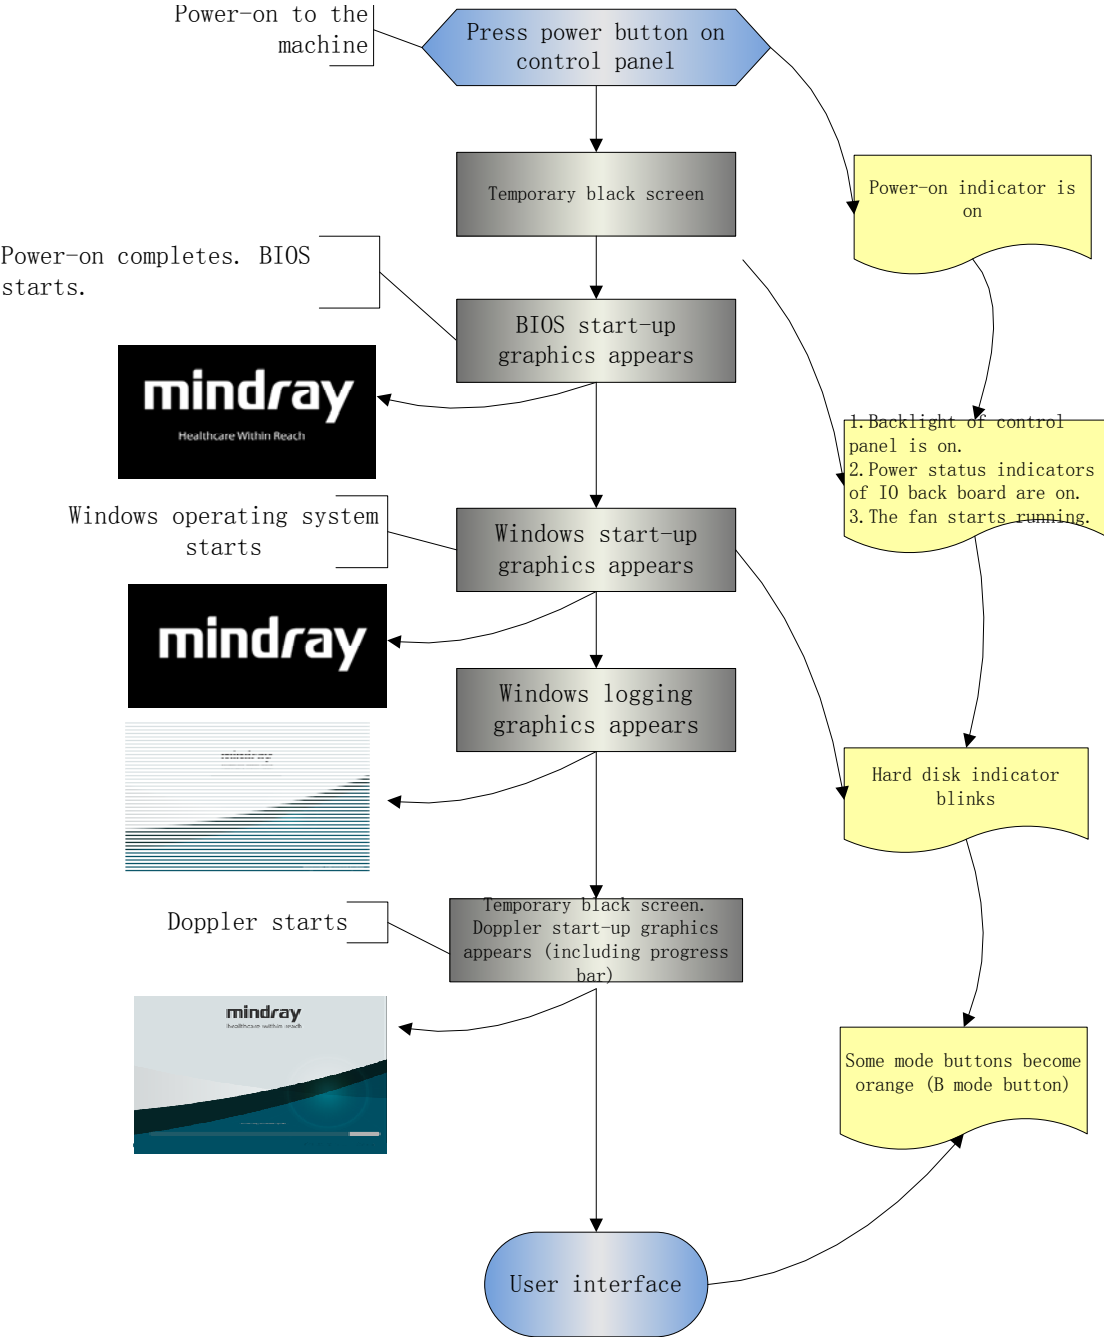 Power-on to the
machine
Press power button on
control panel
Temporary black screen
Power-on indicator is
on
Power-on completes. BIOS
starts.
BIOS start-up
graphics appears
mindray
Healthcare Within Reach
1.Backlight of control
panel is on.
2.Power status indicators
of IO back board are on.
3.The fan starts running.
Windows operating system
starts
Windows start-up
graphics appears
mindray
Windows logging
graphics appears
mindray
Hard disk indicator
blinks
Doppler starts
Temporary black screen.
Doppler start-up graphics
appears (including progress
bar)
mindray
healthcare within reach
Some mode buttons become
orange (B mode button)
User interface